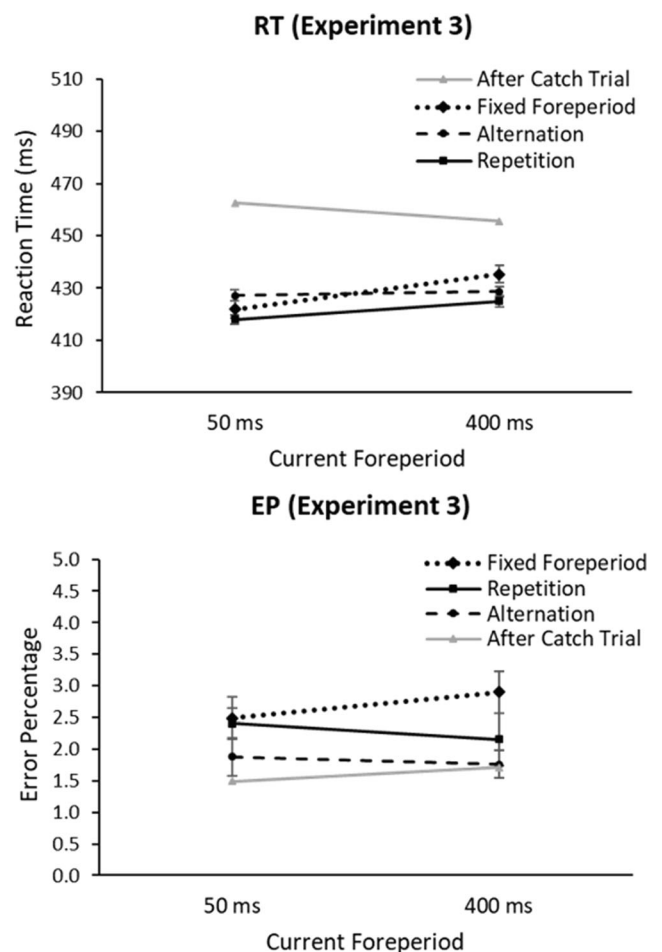 RT (Experiment 3)
510
490
470
450
430
410
390
Reaction Time (ms)
After Catch Trial
Fixed Foreperiod
Alternation
Repetition
50 ms
400 ms
Current Foreperiod
EP (Experiment 3)
5.0
4.5
4.0
3.5
3.0
2.5
2.0
1.5
1.0
0.5
0.0
Error Percentage
Fixed Foreperiod
Repetition
Alternation
After Catch Trial
50 ms
400 ms
Current Foreperiod